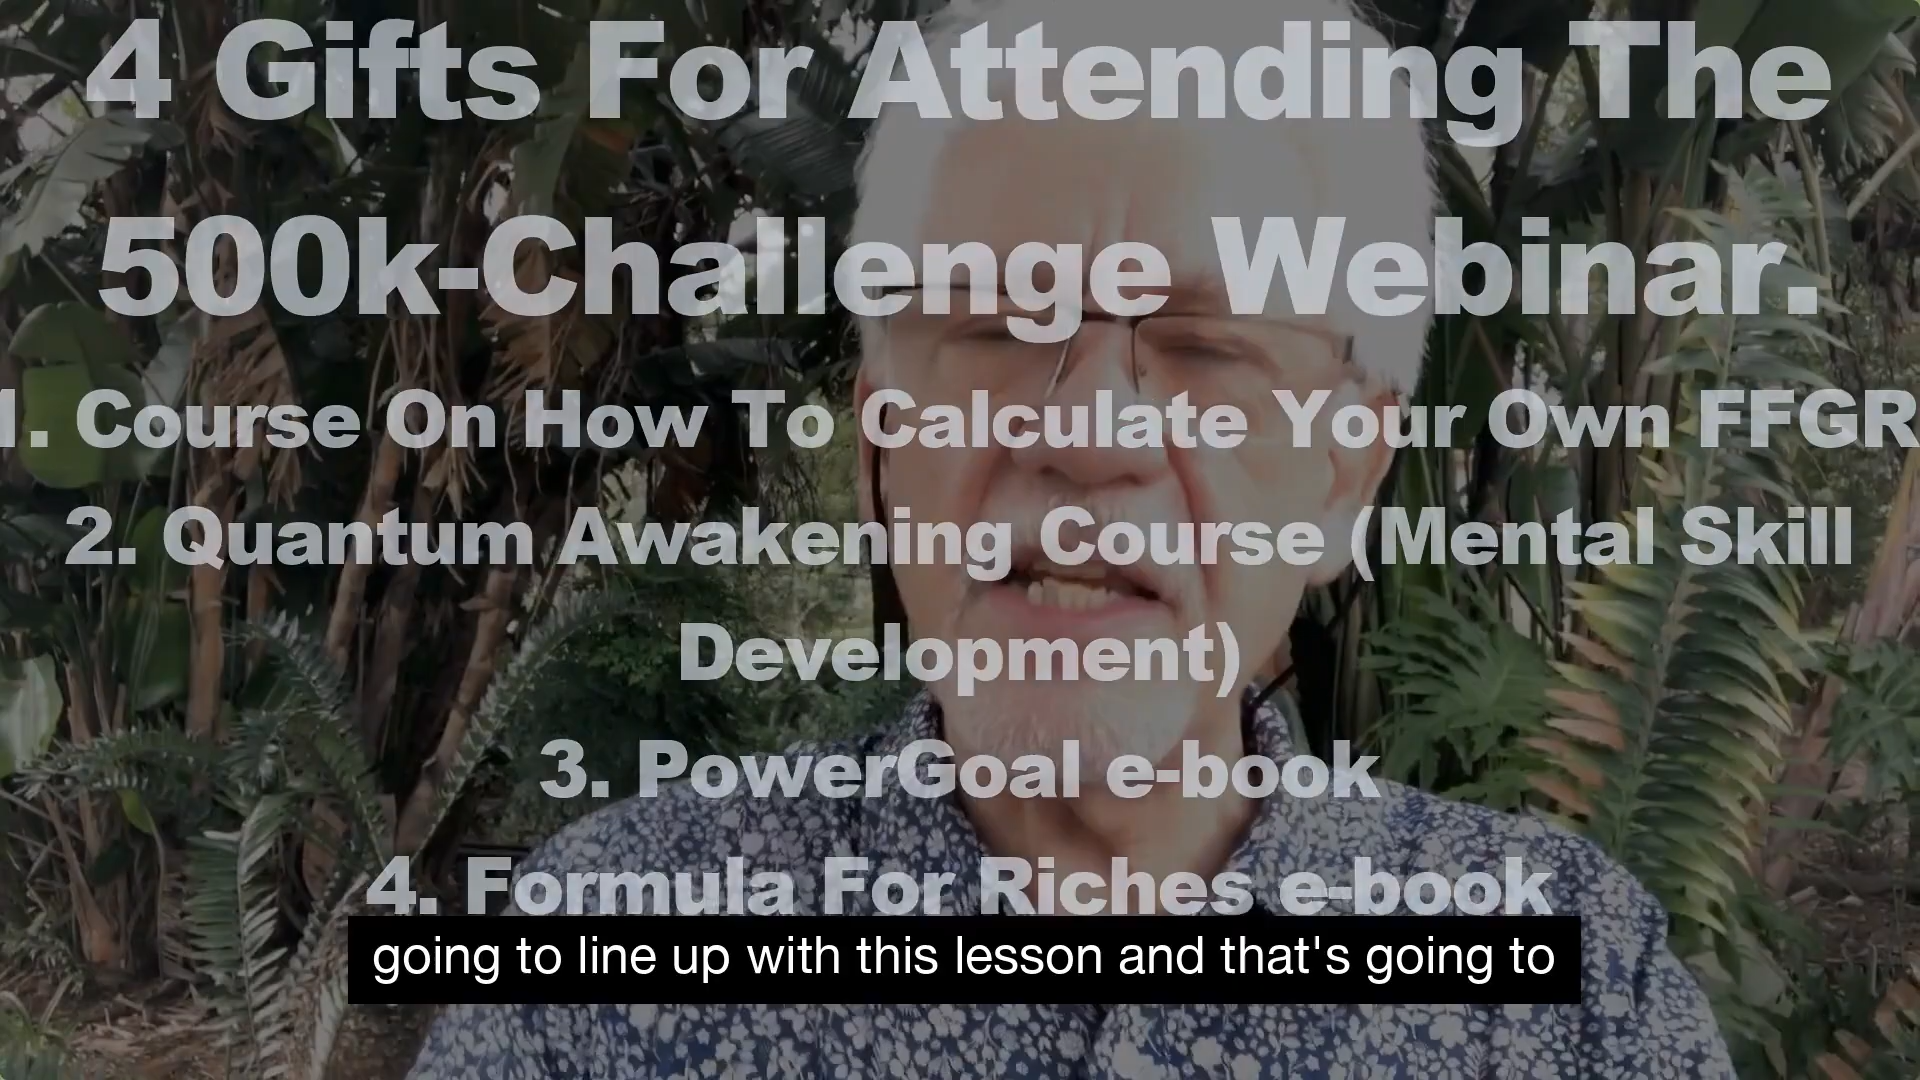 4 Gifts For Attending The
500k-Challenge Webinar.
1. Course On How To Calculate Your Own FFGR
2. Quantum Awakening Course (Mental Skill
Development)
3. PowerGoal e-book
4. Formula For Riches e-book
going to line up with this lesson and that's going to